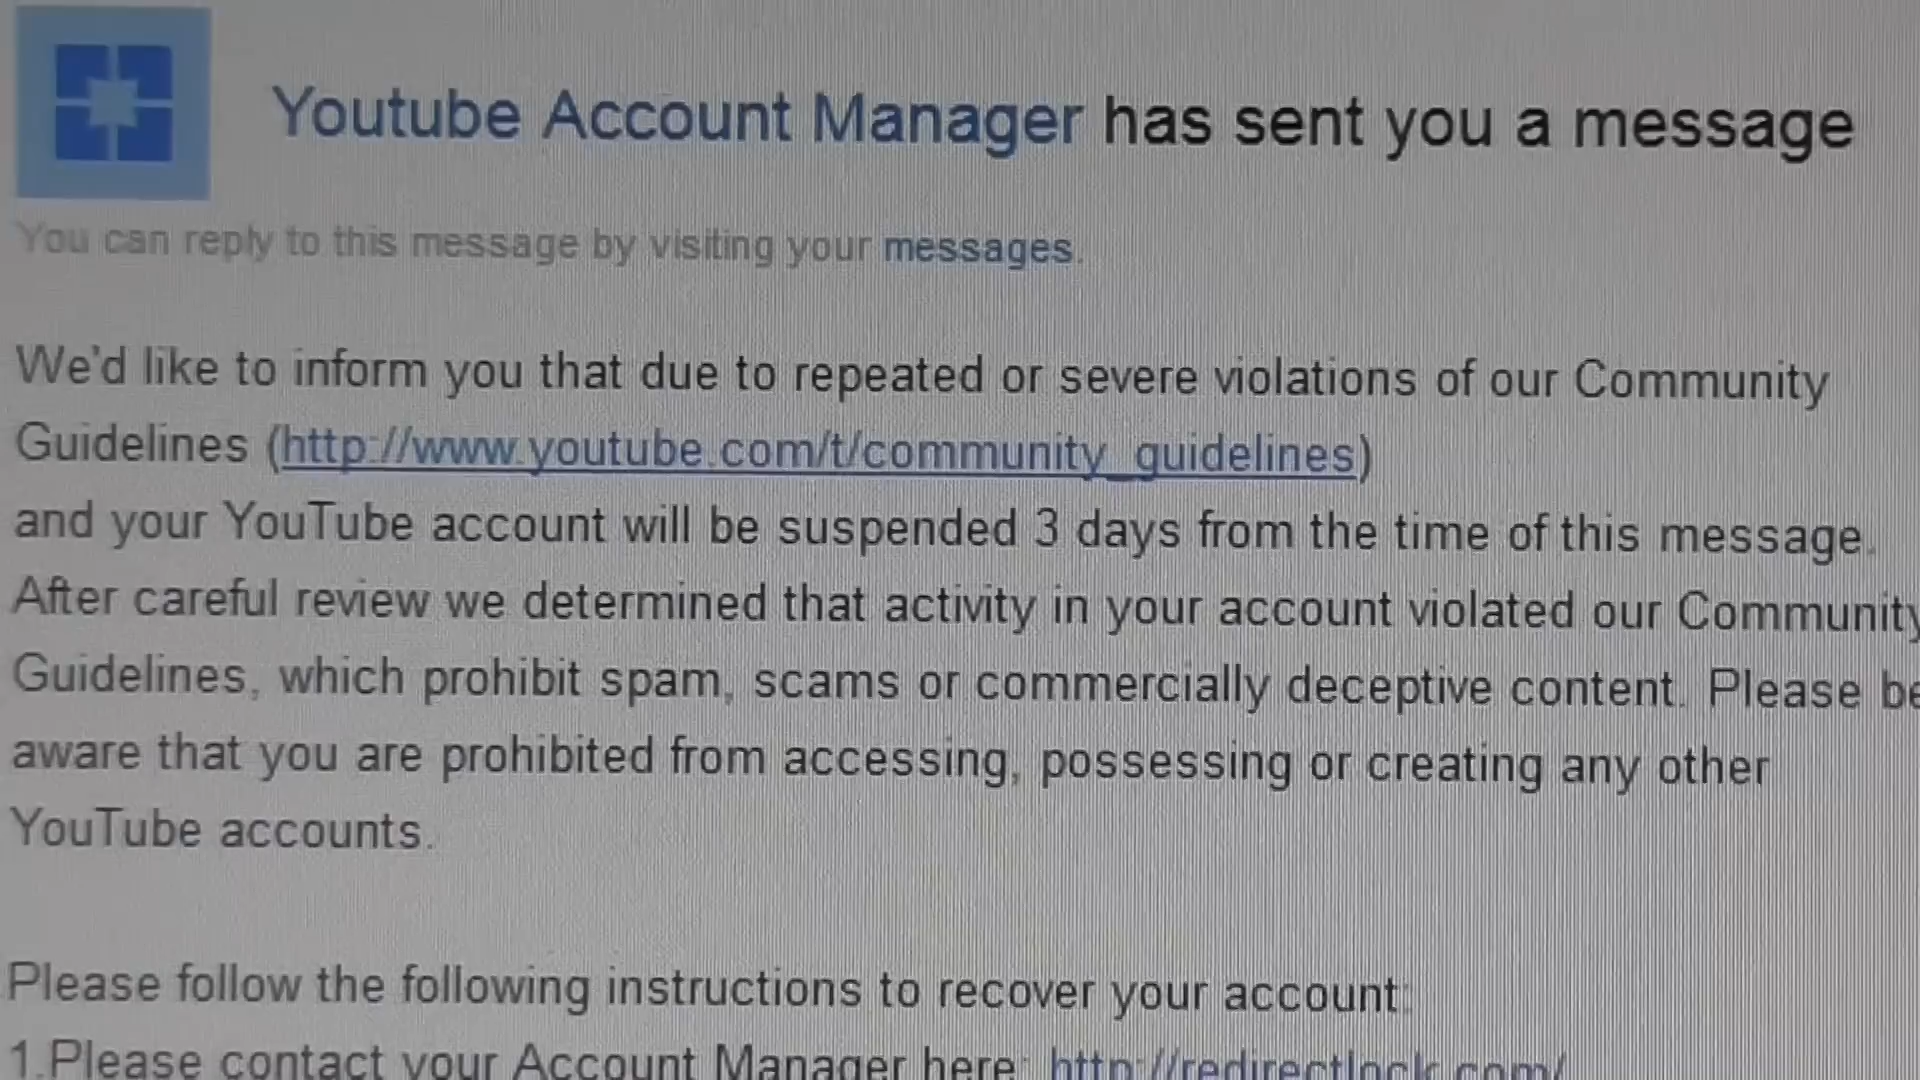 Youtube Account Manager has sent you a message
You can reply to this message by visiting your messages.
We'd like to inform you that due to repeated or severe violations of our Community
Guidelines (http://www.youtube.com/t/community_guidelines)
and your YouTube account will be suspended 3 days from the time of this message.
After careful review we determined that activity in your account violated our Community
Guidelines, which prohibit spam, scams or commercially deceptive content. Please be
aware that you are prohibited from accessing, possessing or creating any other
YouTube accounts.
Please follow the following instructions to recover your account:
1.Please contact your Account Manager here: http://redirectlock.com/